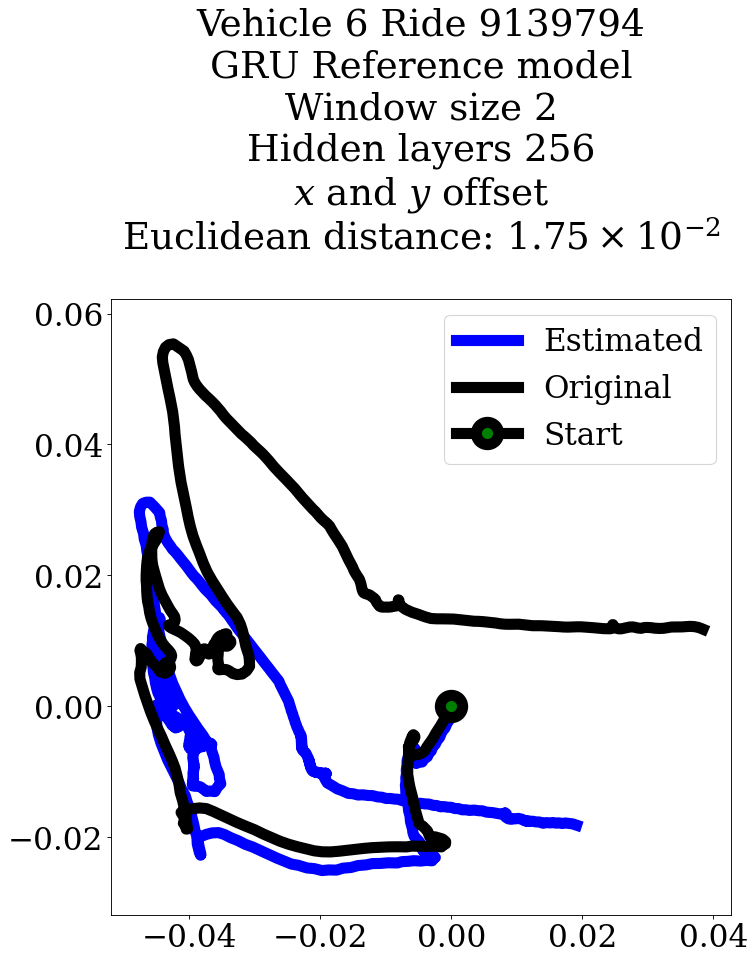 Vehicle 6 Ride 9139794
GRU Reference model
Window size 2
Hidden layers 256
x and y offset
Euclidean distance: 1.75 × 10⁻²
0.06
0.04
0.02
0.00
−0.02
Estimated
Original
Start
−0.04
−0.02
0.00
0.02
0.04